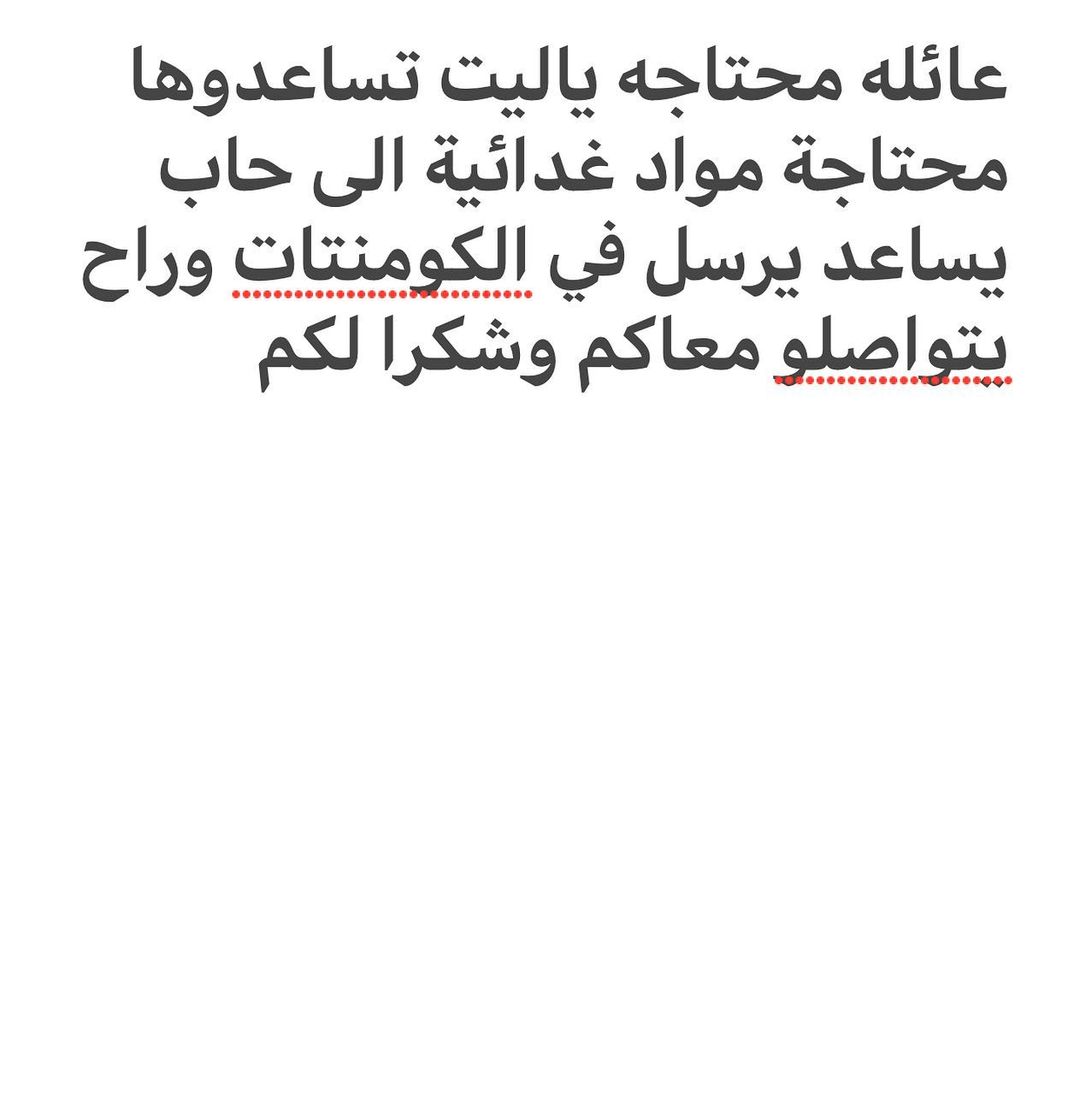 عائله محتاجه ياليت تساعدوها
محتاجة مواد غدائية الى حاب
يساعد يرسل في الكومنتات وراح
يتواصلو معاكم وشكرا لكم